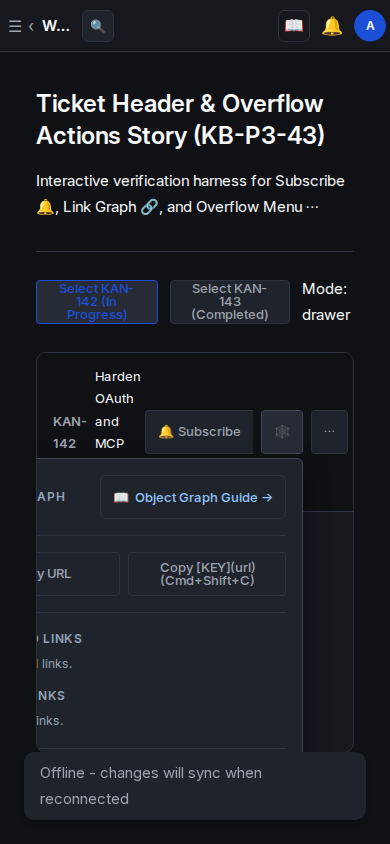 ☰ ‹ W... 🔍 📖 🔔 A
Ticket Header & Overflow
Actions Story (KB-P3-43)
Interactive verification harness for Subscribe
🔔, Link Graph 🔗, and Overflow Menu ···
Select KAN-
142 (In
Progress)
Select KAN-
143
(Completed)
Mode:
drawer
KAN-
142
Harden
OAuth
and
MCP
🔔 Subscribe
🕸
···
APH
📖 Object Graph Guide →
y URL
Copy [KEY](url)
(Cmd+Shift+C)
LINKS
l links.
INKS
inks.
Offline - changes will sync when
reconnected